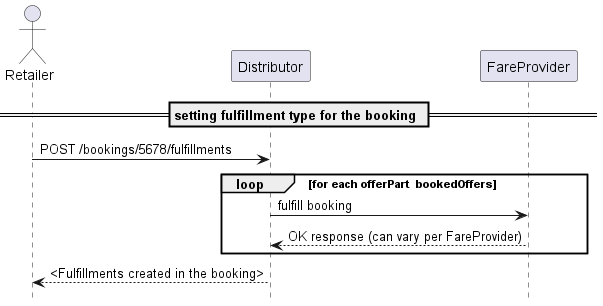 Retailer
Distributor
FareProvider
setting fulfillment type for the booking
POST /bookings/5678/fulfillments
loop [for each offerPart bookedOffers]
fulfill booking
OK response (can vary per FareProvider)
<Fulfillments created in the booking>